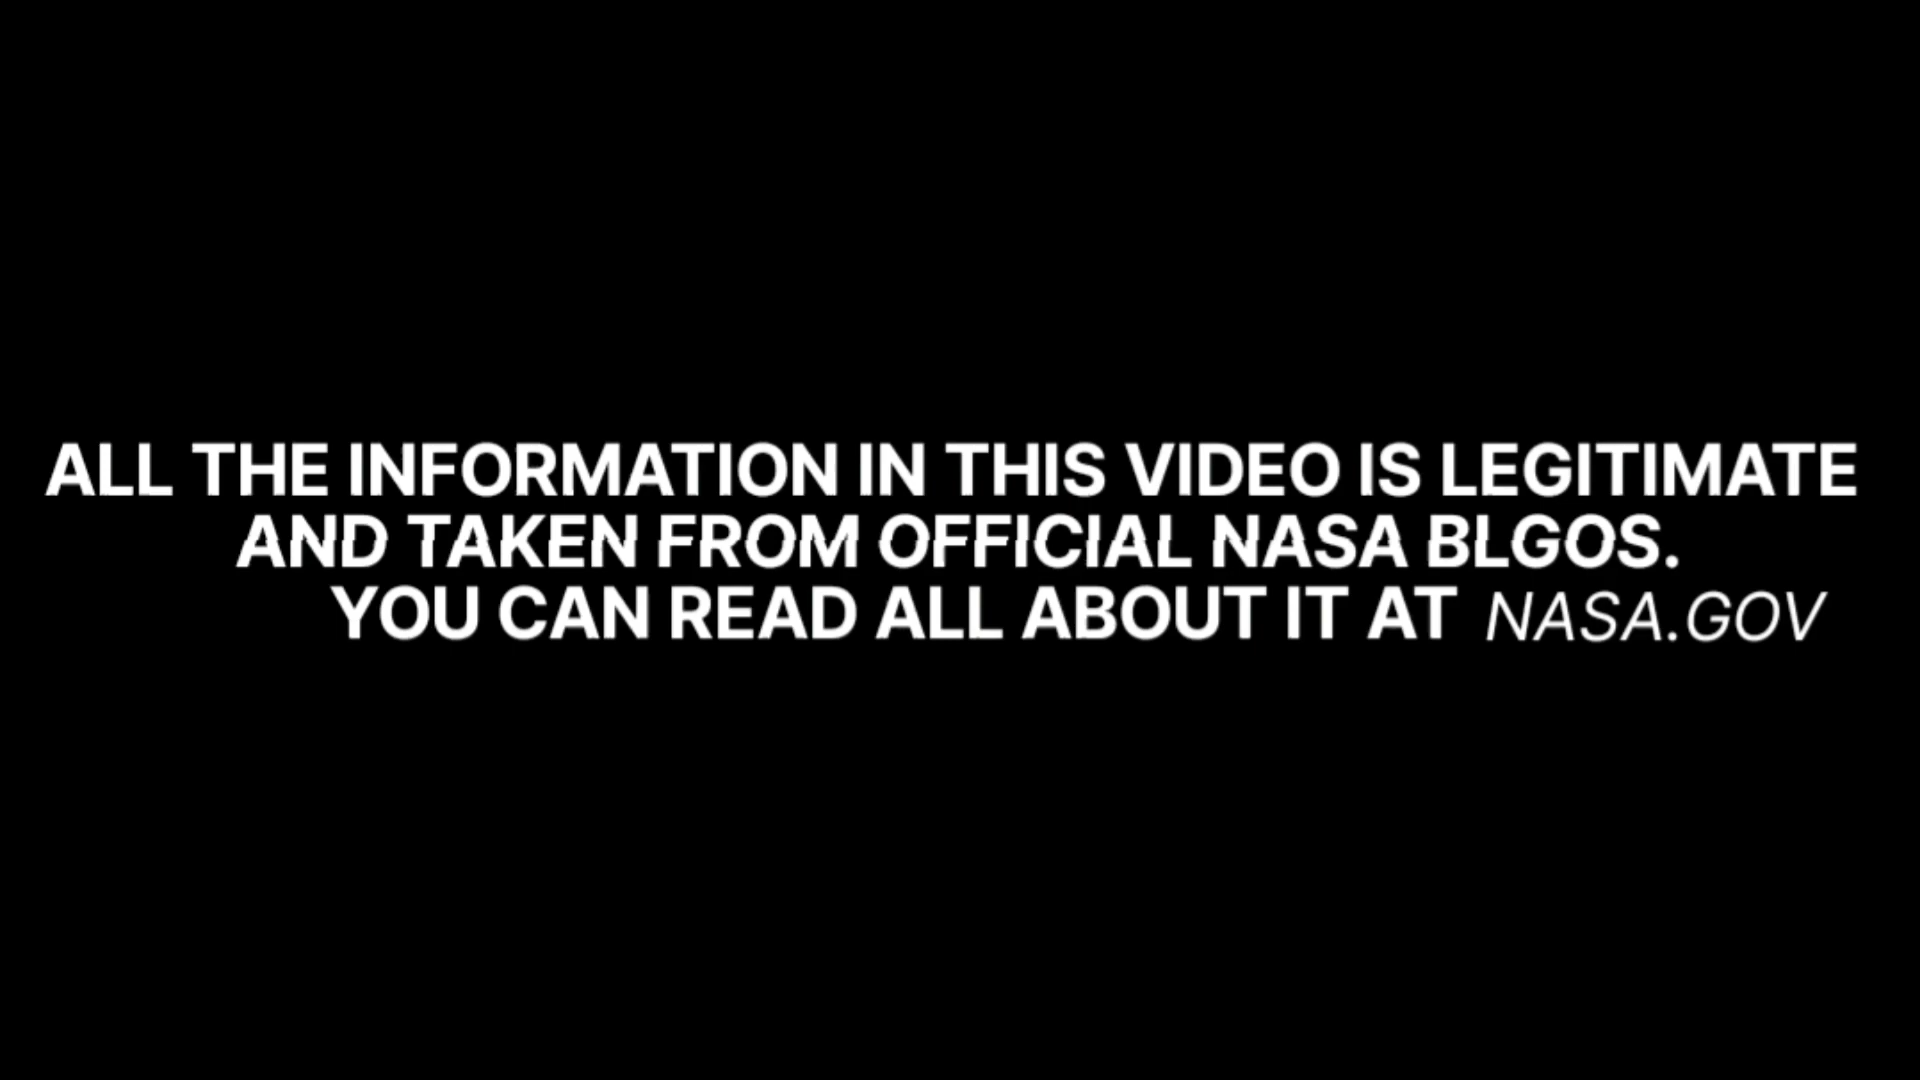 ALL THE INFORMATION IN THIS VIDEO IS LEGITIMATE
AND TAKEN FROM OFFICIAL NASA BLGOS.
YOU CAN READ ALL ABOUT IT AT NASA.GOV